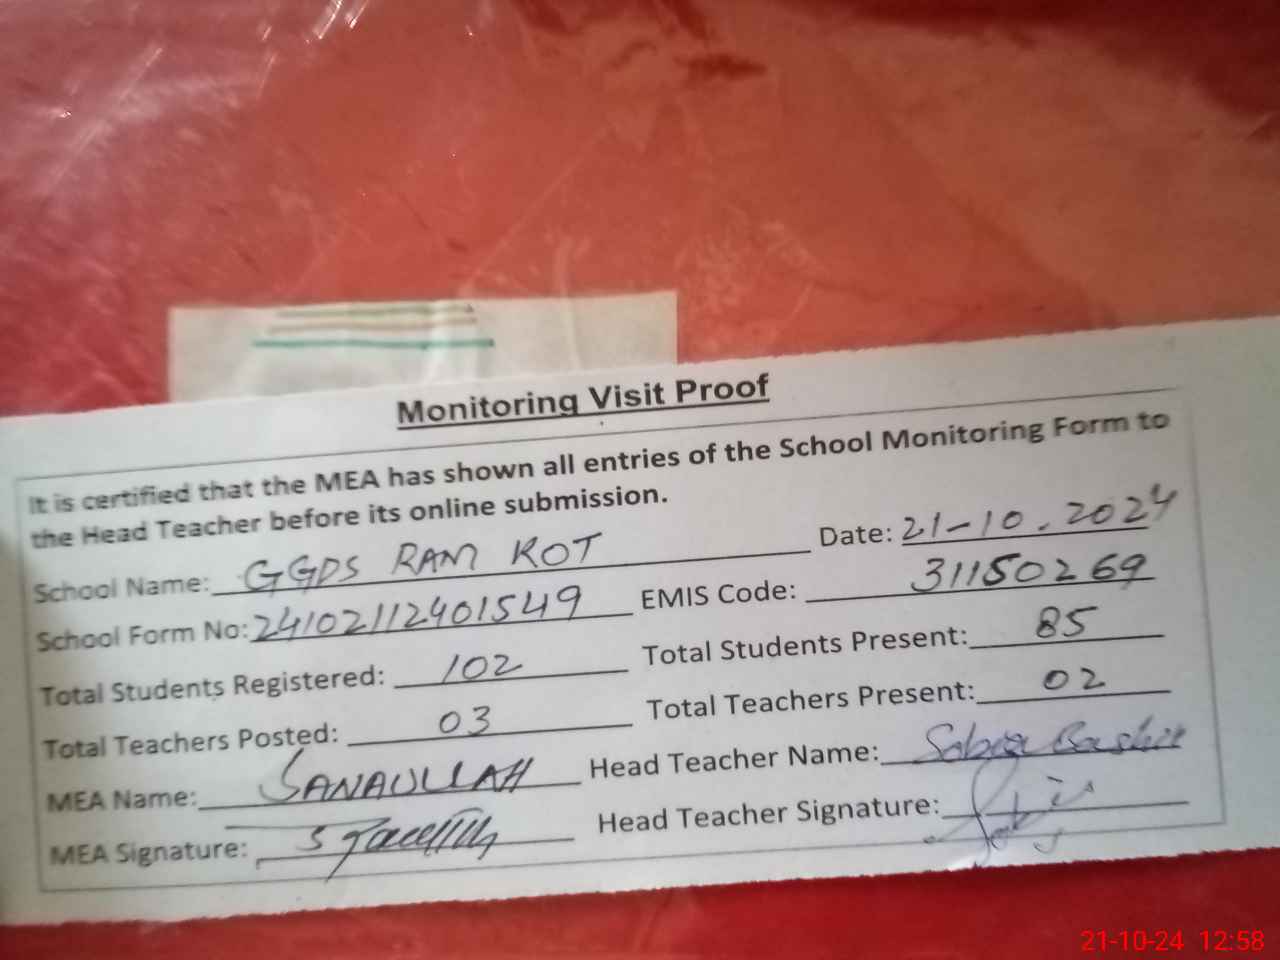 Monitoring Visit Proof
It is certified that the MEA has shown all entries of the School Monitoring Form to
the Head Teacher before its online submission.
School Name: GGPS RAM KOT Date: 21-10.2024
School Form No: 241021112401549 EMIS Code: 31150269
Total Students Registered: 102 Total Students Present: 85
Total Teachers Posted: 03 Total Teachers Present: 02
MEA Name: SANAULLAH Head Teacher Name: Sobia Bashir
MEA Signature: Head Teacher Signature:
21-10-24 12:58